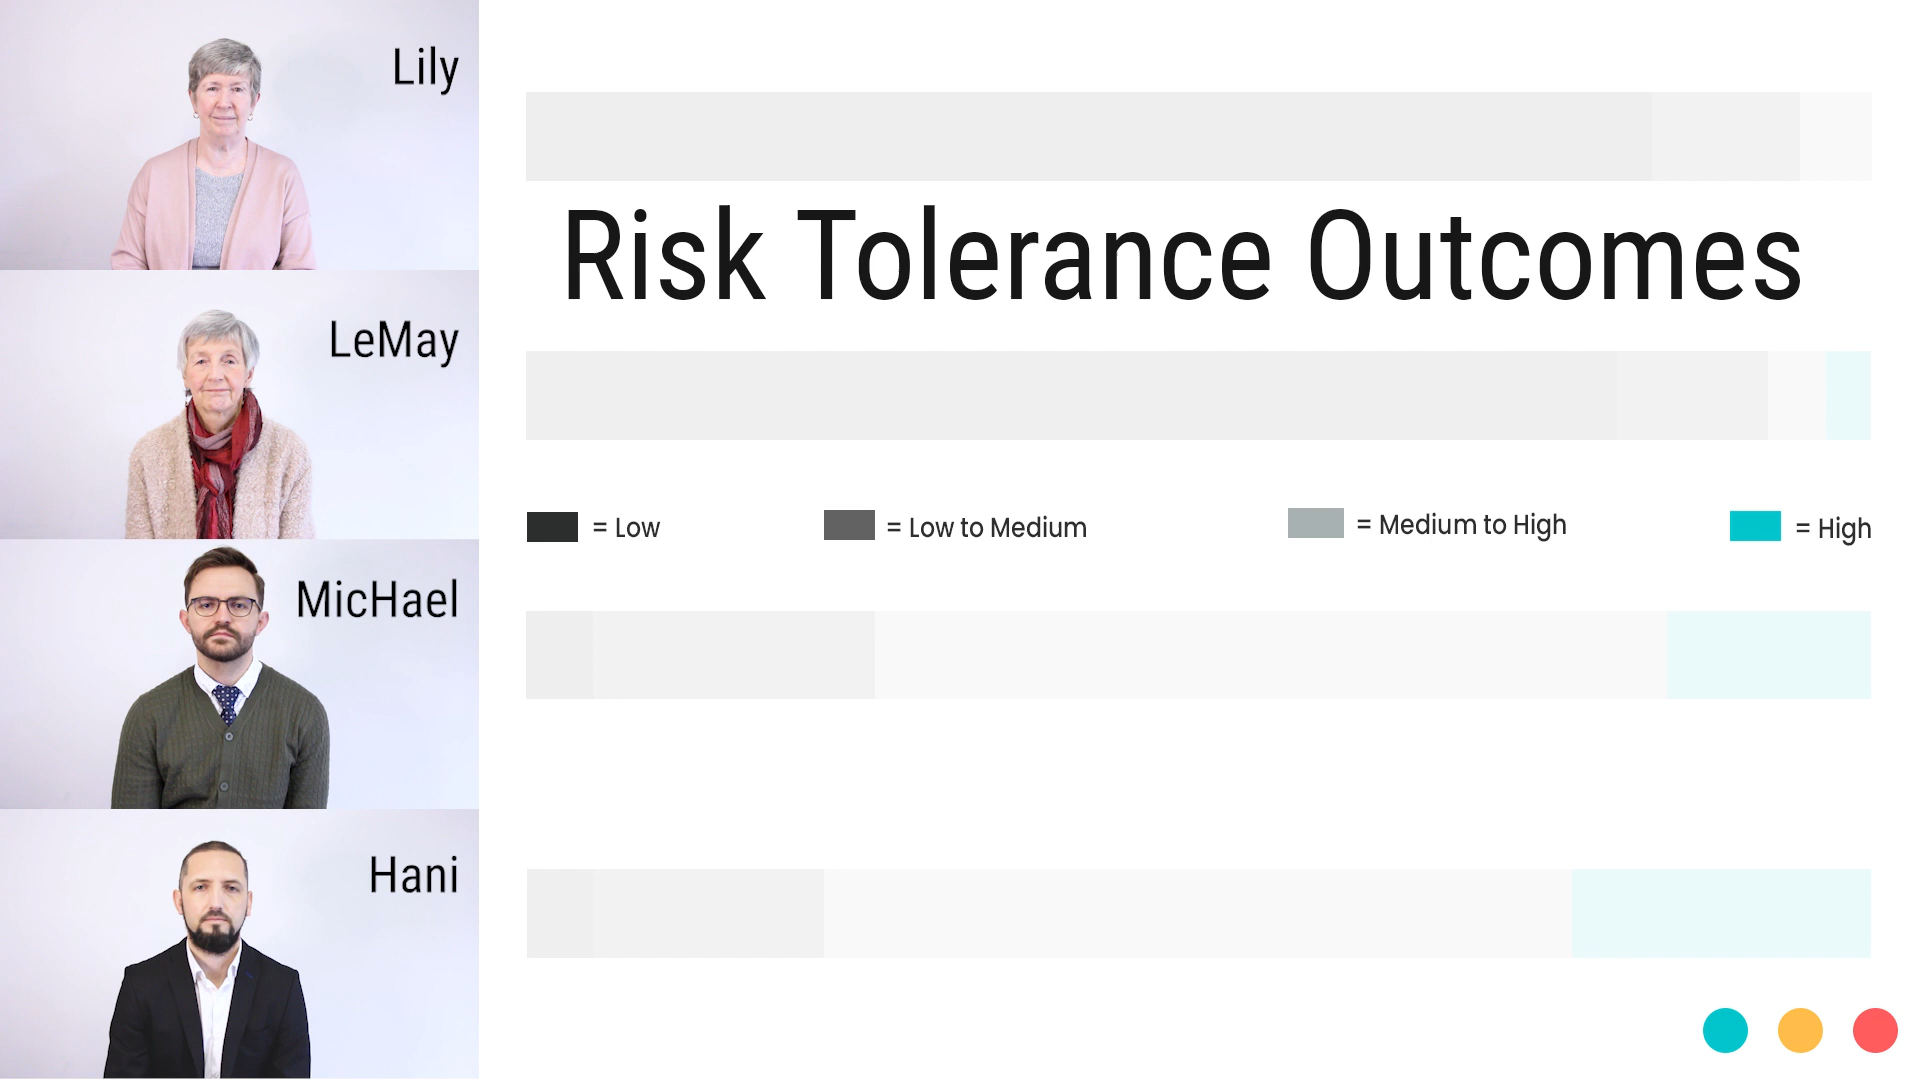 Lily
Risk Tolerance Outcomes
LeMay
= Low
= Low to Medium
= Medium to High
= High
MicHael
Hani